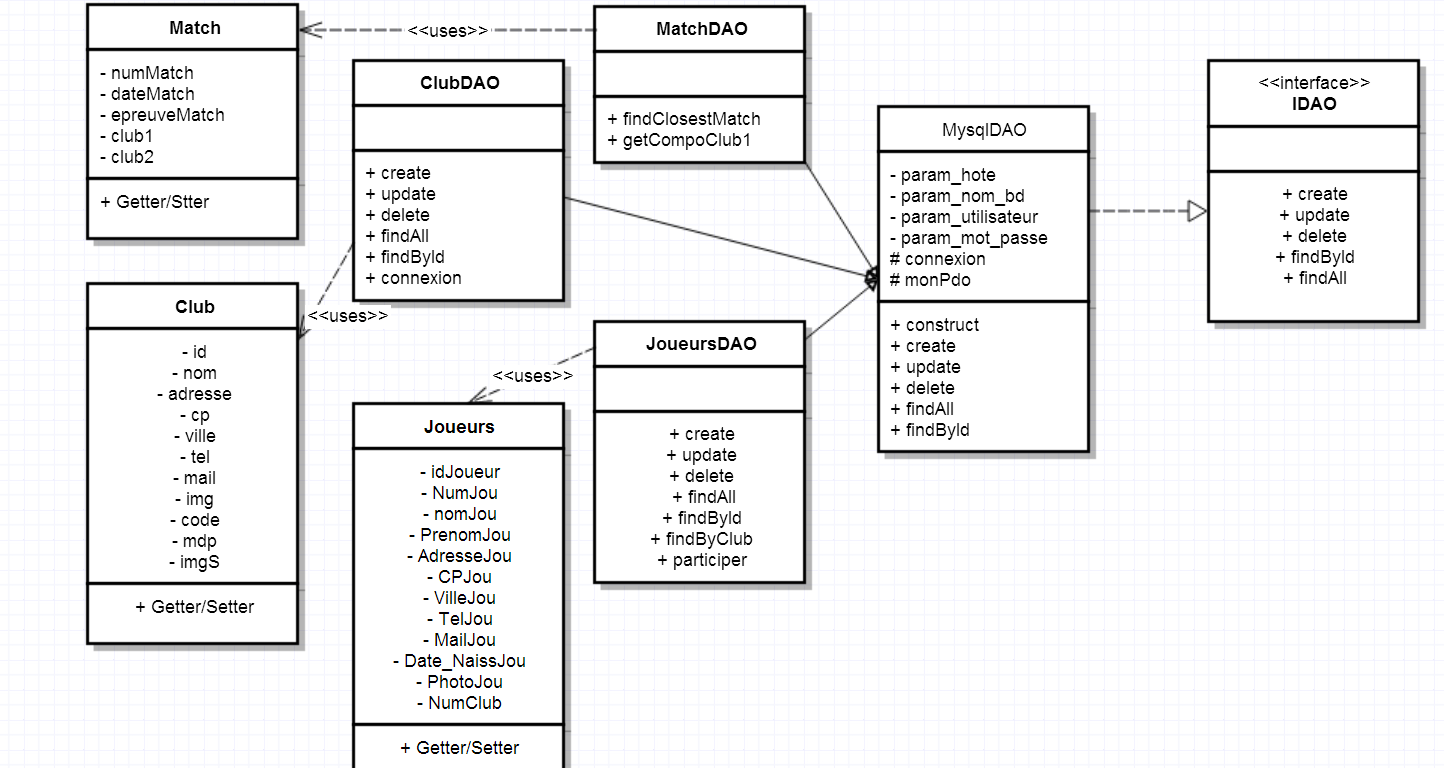 Match
- numMatch
- dateMatch
- epreuveMatch
- club1
- club2
+ Getter/Stter
<<uses>>
MatchDAO
+ findClosestMatch
+ getCompoClub1
ClubDAO
+ create
+ update
+ delete
+ findAll
+ findById
+ connexion
MysqlDAO
- param_hote
- param_nom_bd
- param_utilisateur
- param_mot_passe
# connexion
# monPdo
+ construct
+ create
+ update
+ delete
+ findAll
+ findById
<<interface>>
IDAO
+ create
+ update
+ delete
+ findById
+ findAll
Club
- id
- nom
- adresse
- cp
- ville
- tel
- mail
- img
- code
- mdp
- imgS
+ Getter/Setter
<<uses>>
JoueursDAO
+ create
+ update
+ delete
+ findAll
+ findById
+ findByClub
+ participer
<<uses>>
Joueurs
- idJoueur
- NumJou
- nomJou
- PrenomJou
- AdresseJou
- CPJou
- VilleJou
- TelJou
- MailJou
- Date_NaissJou
- PhotoJou
- NumClub
+ Getter/Setter